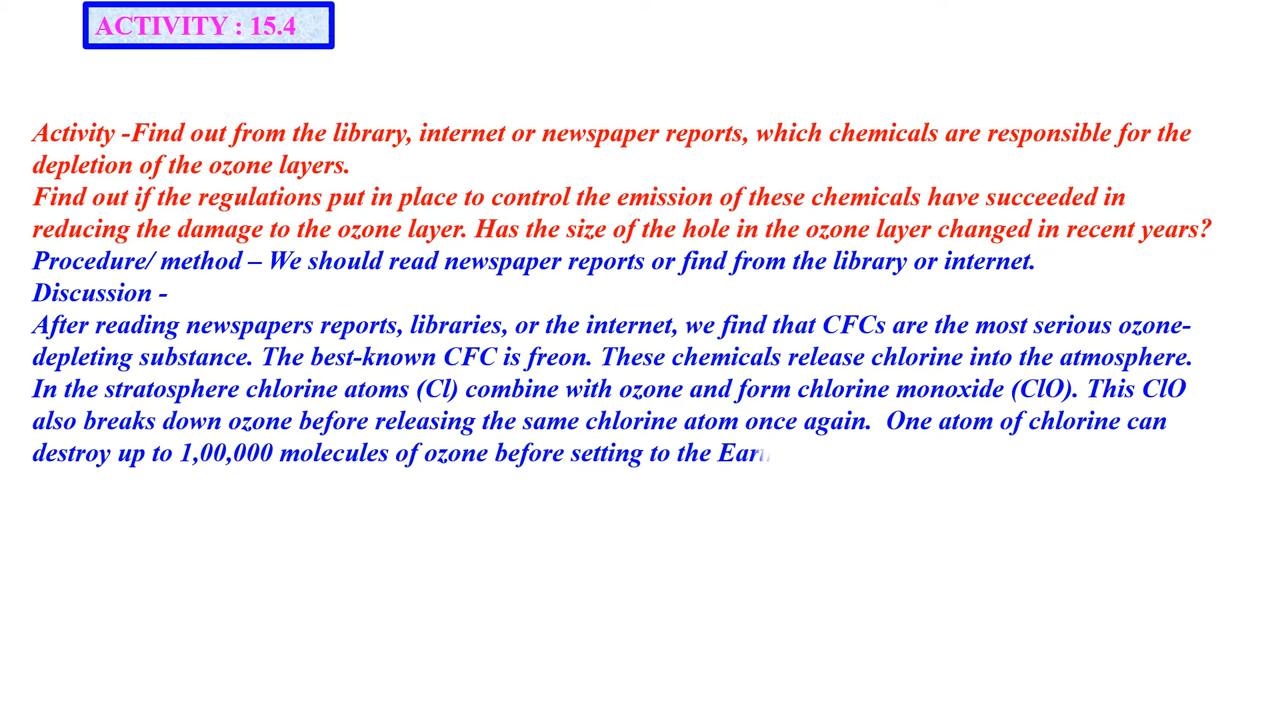 ACTIVITY : 15.4
Activity -Find out from the library, internet or newspaper reports, which chemicals are responsible for the
depletion of the ozone layers.
Find out if the regulations put in place to control the emission of these chemicals have succeeded in
reducing the damage to the ozone layer. Has the size of the hole in the ozone layer changed in recent years?
Procedure/ method – We should read newspaper reports or find from the library or internet.
Discussion -
After reading newspapers reports, libraries, or the internet, we find that CFCs are the most serious ozone-
depleting substance. The best-known CFC is freon. These chemicals release chlorine into the atmosphere.
In the stratosphere chlorine atoms (Cl) combine with ozone and form chlorine monoxide (ClO). This ClO
also breaks down ozone before releasing the same chlorine atom once again. One atom of chlorine can
destroy up to 1,00,000 molecules of ozone before setting to the